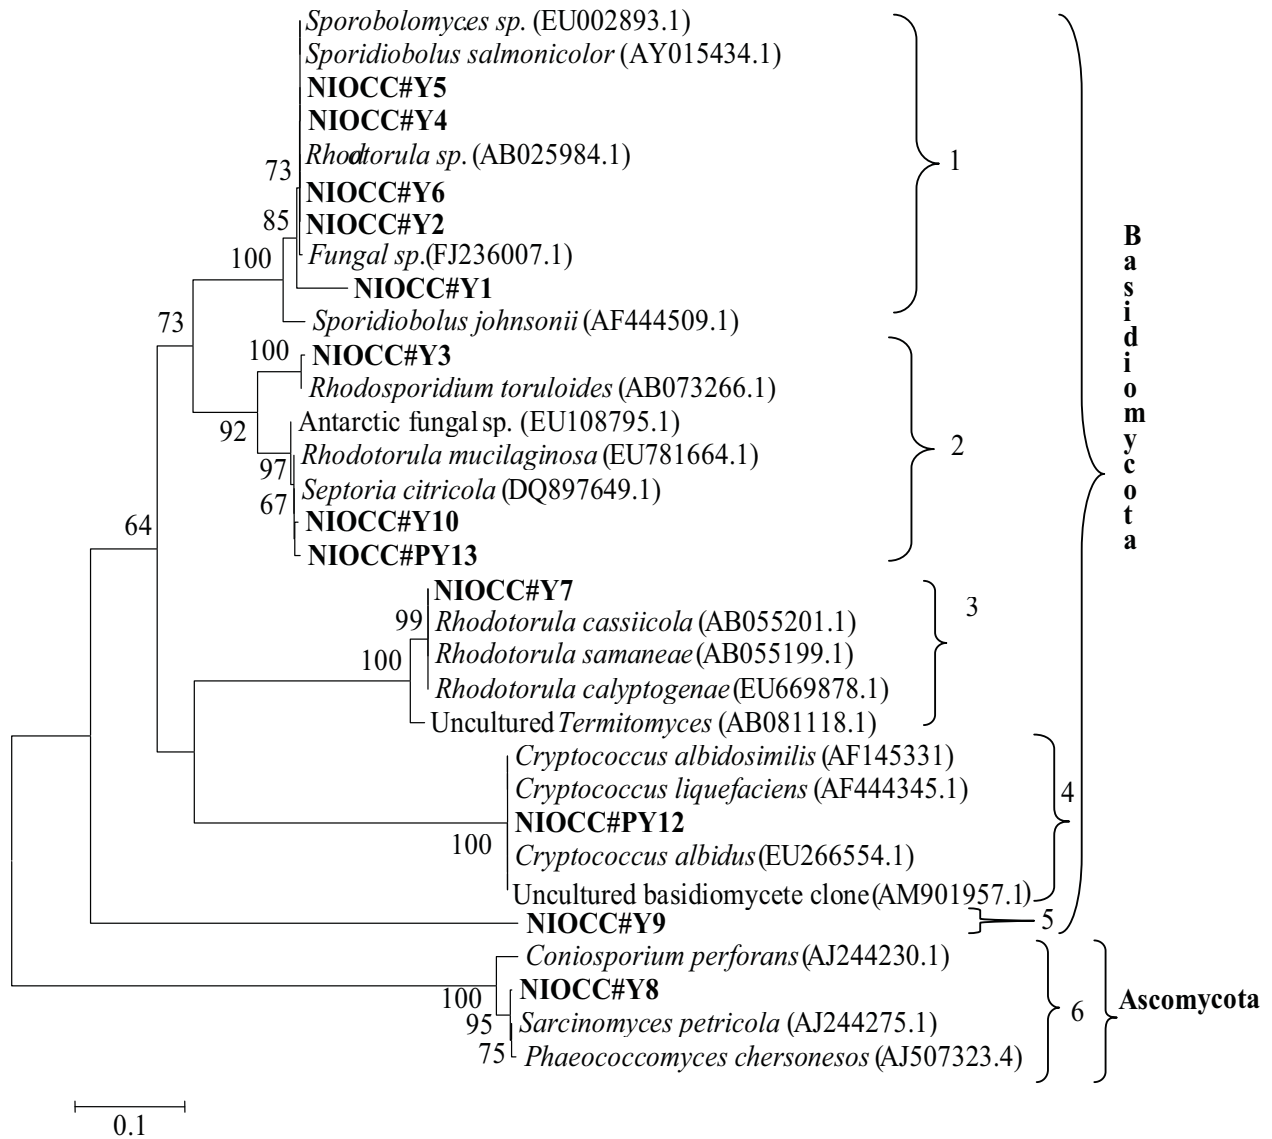 Sporobolomyces sp. (EU002893.1)
Sporidiobolus salmonicolor (AY015434.1)
NIOCC#Y5
NIOCC#Y4
Rhodotorula sp. (AB025984.1)
73
1
NIOCC#Y6
85
NIOCC#Y2
Fungal sp.(FJ236007.1)
100
NIOCC#Y1
73
Sporidiobolus johnsonii (AF444509.1)
100
NIOCC#Y3
Rhodosporidium toruloides (AB073266.1)
92
Antarctic fungal sp. (EU108795.1)
2
97
Rhodotorula mucilaginosa (EU781664.1)
67
Septoria citricola (DQ897649.1)
64
NIOCC#Y10
NIOCC#PY13
Basidiomycota
NIOCC#Y7
3
99
Rhodotorula cassiicola (AB055201.1)
100
Rhodotorula samaneae (AB055199.1)
Rhodotorula calyptogenae (EU669878.1)
Uncultured Termitomyces (AB081118.1)
Cryptococcus albidosimilis (AF145331)
Cryptococcus liquefaciens (AF444345.1)
4
NIOCC#PY12
100
Cryptococcus albidus (EU266554.1)
Uncultured basidiomycete clone (AM901957.1)
NIOCC#Y9
5
Coniosporium perforans (AJ244230.1)
100
NIOCC#Y8
6
Ascomycota
95
Sarcinomyces petricola (AJ244275.1)
75
Phaeococcomyces chersonesos (AJ507323.4)
0.1